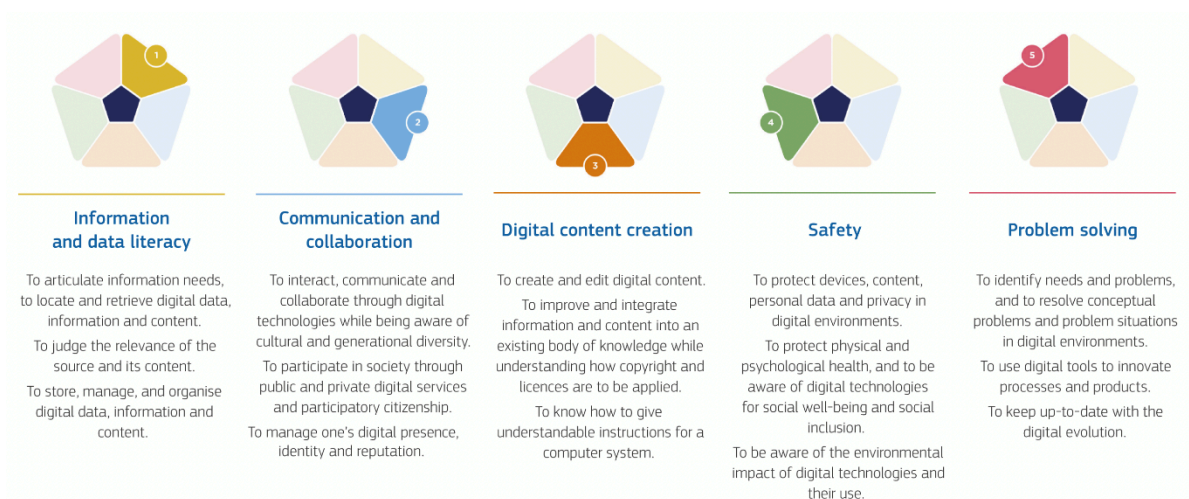 1
Information
and data literacy
To articulate information needs,
to locate and retrieve digital data,
information and content.
To judge the relevance of the
source and its content.
To store, manage, and organise
digital data, information and
content.
2
Communication and
collaboration
To interact, communicate and
collaborate through digital
technologies while being aware of
cultural and generational diversity.
To participate in society through
public and private digital services
and participatory citizenship.
To manage one's digital presence,
identity and reputation.
3
Digital content creation
To create and edit digital content.
To improve and integrate
information and content into an
existing body of knowledge while
understanding how copyright and
licences are to be applied.
To know how to give
understandable instructions for a
computer system.
4
Safety
To protect devices, content,
personal data and privacy in
digital environments.
To protect physical and
psychological health, and to be
aware of digital technologies
for social well-being and social
inclusion.
To be aware of the environmental
impact of digital technologies and
their use.
5
Problem solving
To identify needs and problems,
and to resolve conceptual
problems and problem situations
in digital environments.
To use digital tools to innovate
processes and products.
To keep up-to-date with the
digital evolution.